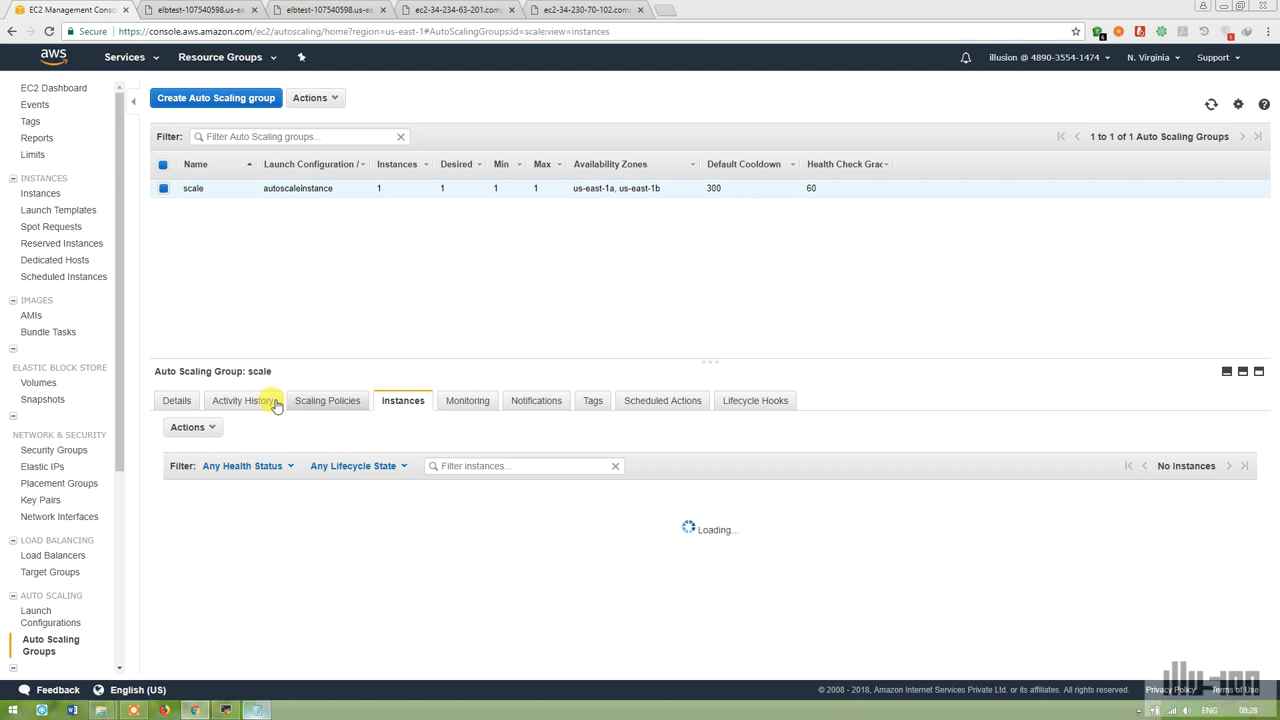 EC2 Management Conso
elbtest-107540598.us-ea
elbtest-107540598.us-ea
ec2-34-234-63-201.comp
ec2-34-230-70-102.comp
Secure
https://console.aws.amazon.com/ec2/autoscaling/home?region=us-east-1#AutoScalingGroups:id=scale;view=instances
aws
Services
Resource Groups
illusion @ 4890-3554-1474
N. Virginia
Support
EC2 Dashboard
Events
Tags
Reports
Limits
INSTANCES
Instances
Launch Templates
Spot Requests
Reserved Instances
Dedicated Hosts
Scheduled Instances
IMAGES
AMIs
Bundle Tasks
ELASTIC BLOCK STORE
Volumes
Snapshots
NETWORK & SECURITY
Security Groups
Elastic IPs
Placement Groups
Key Pairs
Network Interfaces
LOAD BALANCING
Load Balancers
Target Groups
AUTO SCALING
Launch
Configurations
Auto Scaling
Groups
Create Auto Scaling group
Actions
Filter:
Filter Auto Scaling groups...
1 to 1 of 1 Auto Scaling Groups
Name
Launch Configuration /
Instances
Desired
Min
Max
Availability Zones
Default Cooldown
Health Check Grac
scale
autoscaleinstance
1
1
1
1
us-east-1a, us-east-1b
300
60
Auto Scaling Group: scale
Details
Activity History
Scaling Policies
Instances
Monitoring
Notifications
Tags
Scheduled Actions
Lifecycle Hooks
Actions
Filter:
Any Health Status
Any Lifecycle State
Filter instances...
No Instances
Loading...
Feedback
English (US)
© 2008 - 2018, Amazon Internet Services Private Ltd. or its affiliates. All rights reserved.
Privacy Policy
Terms of Use
ENG
08:28